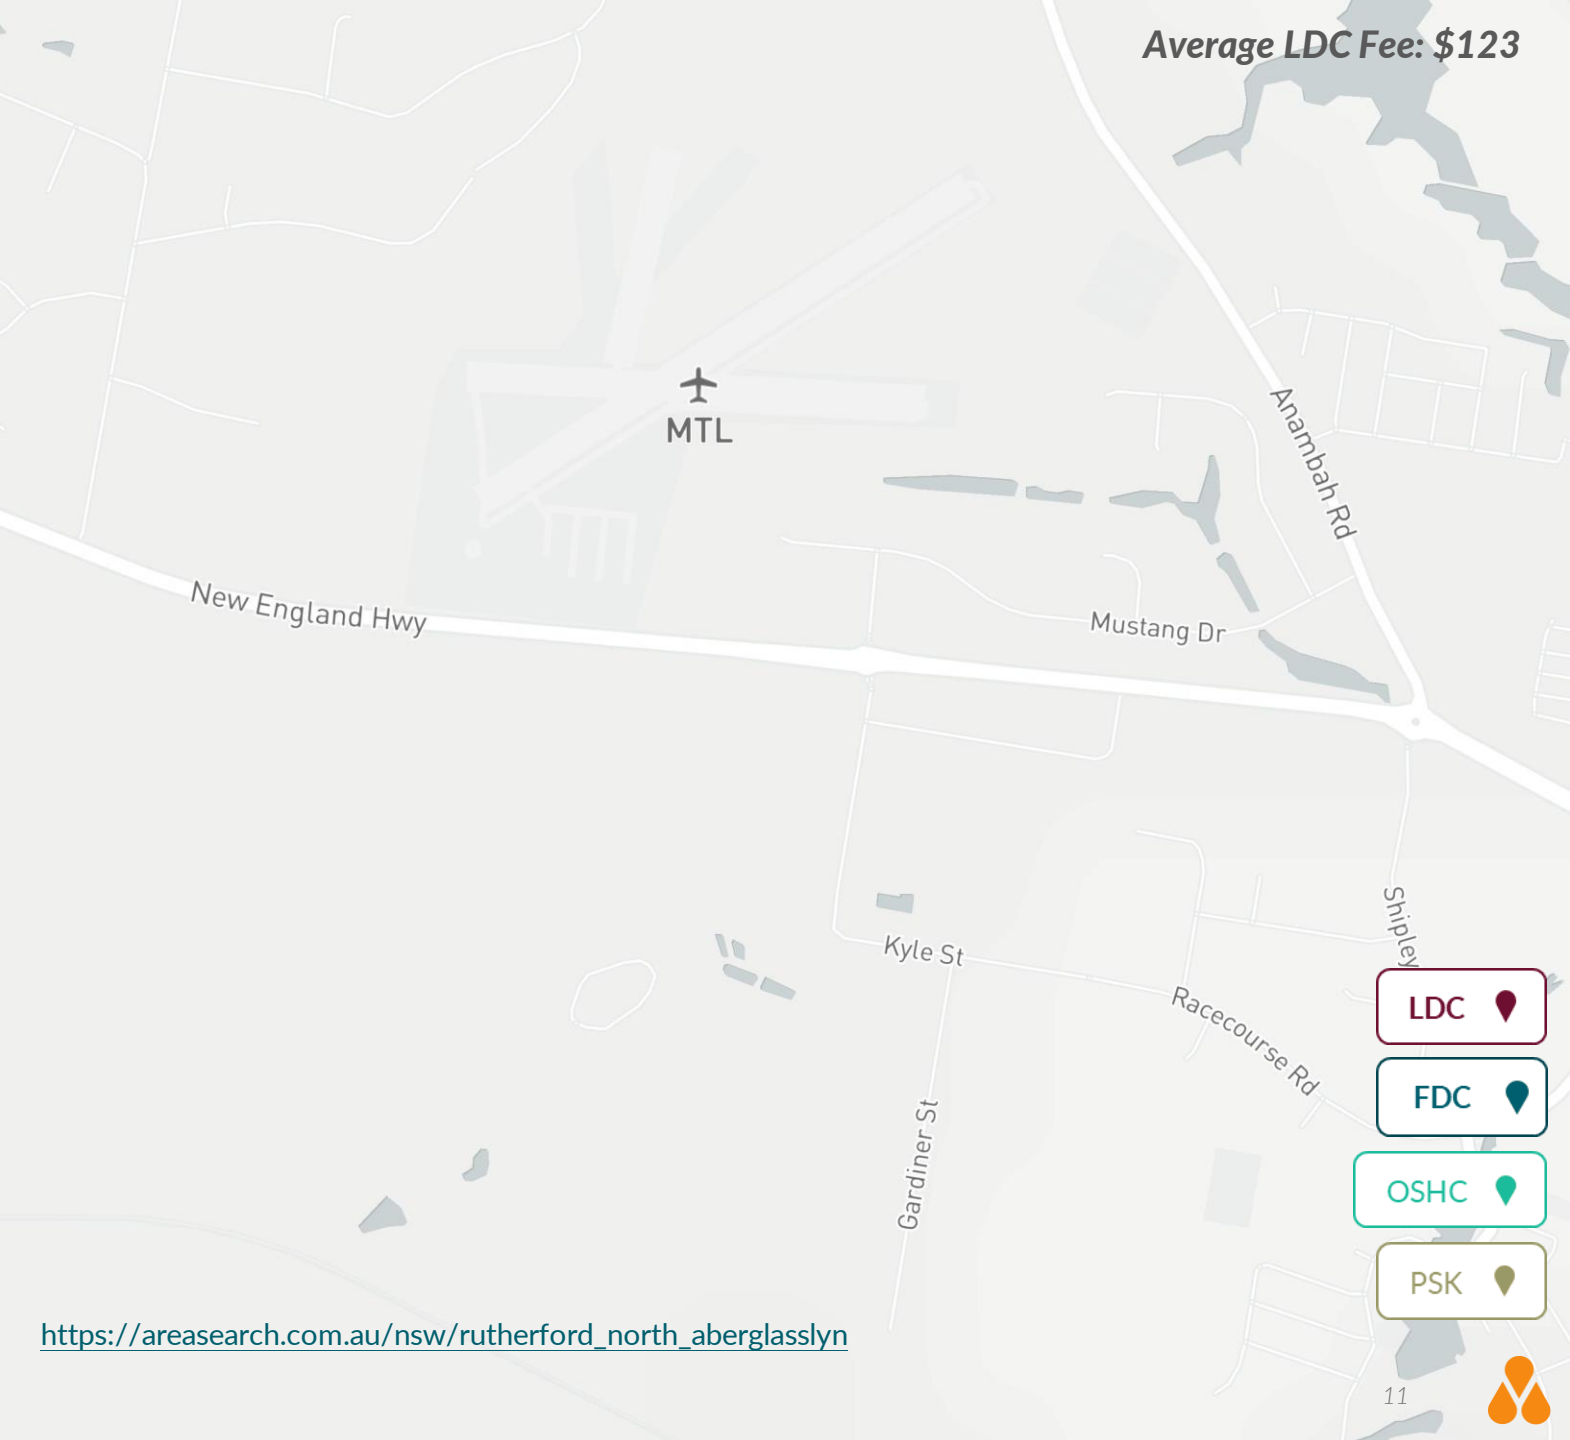 Average LDC Fee: $123
MTL
Anambah Rd
New England Hwy
Mustang Dr
Shipley
Kyle St
Racecourse Rd
LDC
FDC
Gardiner St
OSHC
PSK
https://areasearch.com.au/nsw/rutherford_north_aberglasslyn
11